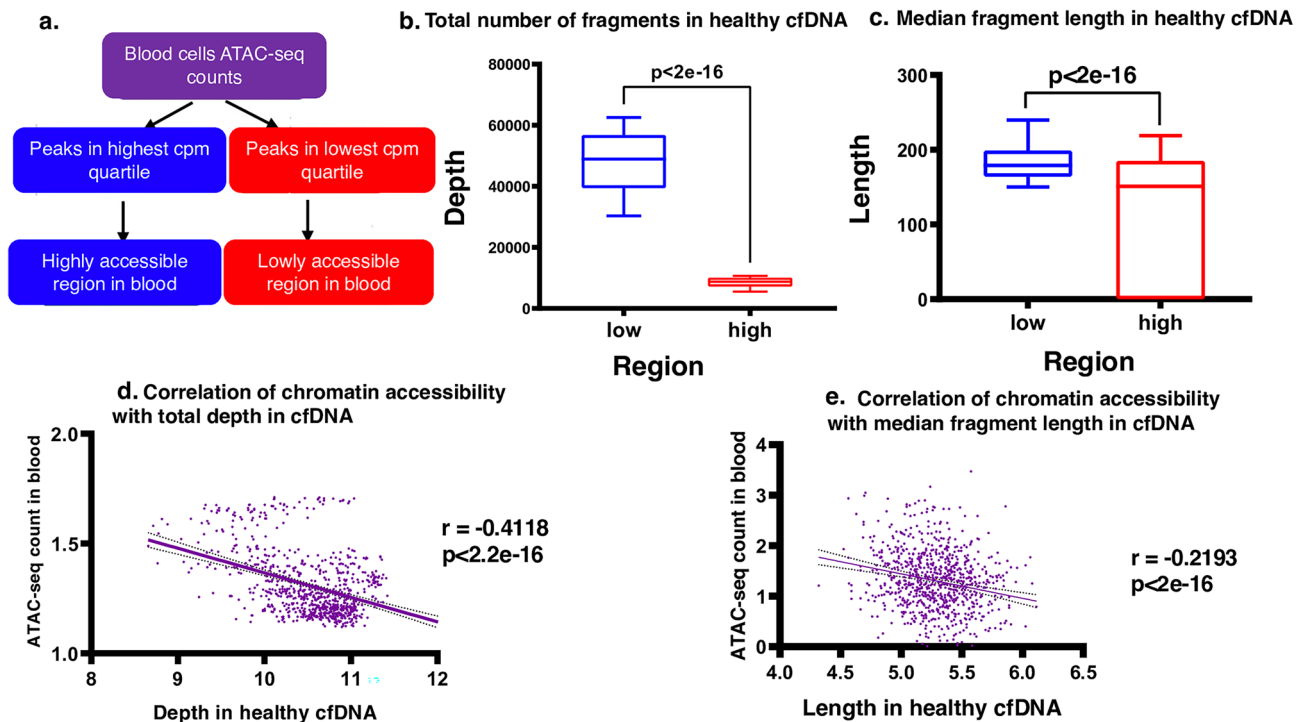 a.
Blood cells ATAC-seq
counts
Peaks in highest cpm
quartile
Peaks in lowest cpm
quartile
Highly accessible
region in blood
Lowly accessible
region in blood
b. Total number of fragments in healthy cfDNA
p<2e-16
80000
60000
40000
20000
0
Depth
low
high
Region
c. Median fragment length in healthy cfDNA
p<2e-16
300
200
100
0
Length
low
high
Region
d. Correlation of chromatin accessibility
with total depth in cfDNA
2.0
1.5
1.0
ATAC-seq count in blood
r = -0.4118
p<2.2e-16
8
9
10
11
12
Depth in healthy cfDNA
e. Correlation of chromatin accessibility
with median fragment length in cfDNA
4
3
2
1
0
ATAC-seq count in blood
r = -0.2193
p<2e-16
4.0
4.5
5.0
5.5
6.0
6.5
Length in healthy cfDNA